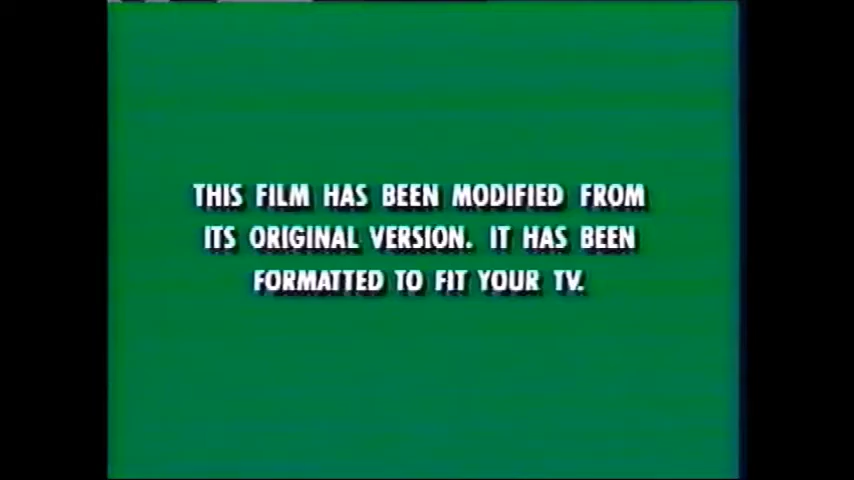 THIS FILM HAS BEEN MODIFIED FROM
ITS ORIGINAL VERSION. IT HAS BEEN
FORMATTED TO FIT YOUR TV.